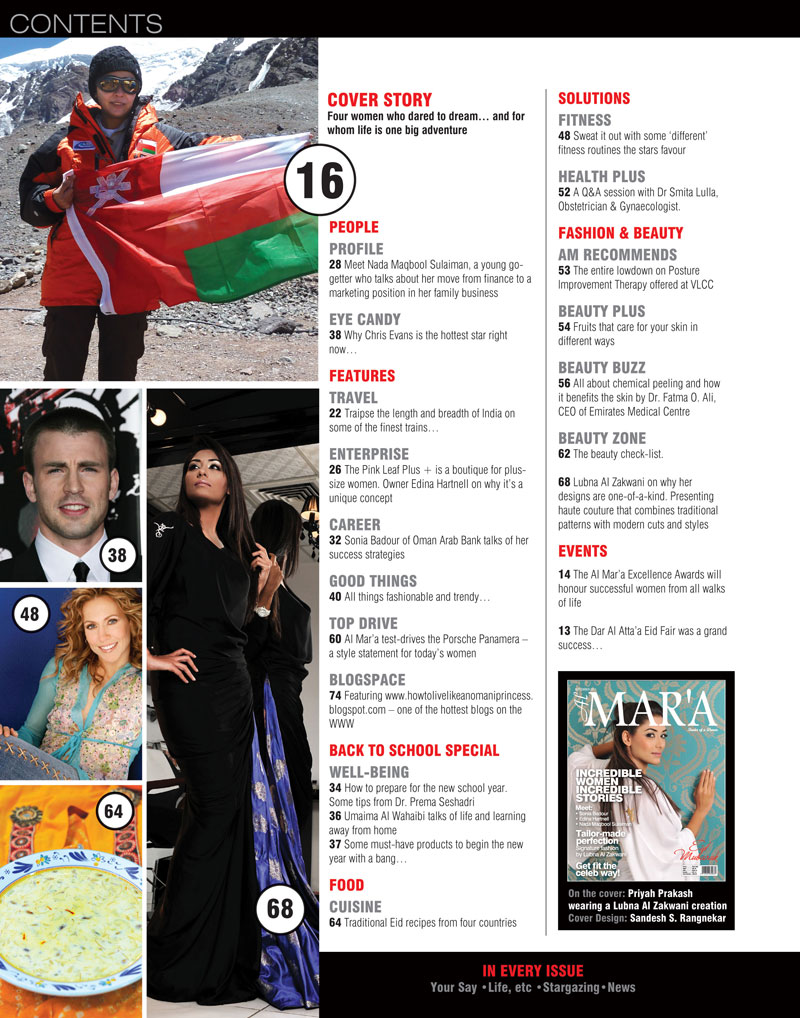 CONTENTS
COVER STORY
Four women who dared to dream… and for
whom life is one big adventure
16
PEOPLE
PROFILE
28 Meet Nada Maqbool Sulaiman, a young go-
getter who talks about her move from finance to a
marketing position in her family business
EYE CANDY
38 Why Chris Evans is the hottest star right
now…
FEATURES
TRAVEL
22 Traipse the length and breadth of India on
some of the finest trains…
ENTERPRISE
26 The Pink Leaf Plus + is a boutique for plus-
size women. Owner Edina Hartnell on why it's a
unique concept
CAREER
32 Sonia Badour of Oman Arab Bank talks of her
success strategies
GOOD THINGS
40 All things fashionable and trendy…
TOP DRIVE
60 Al Mar'a test-drives the Porsche Panamera –
a style statement for today's women
BLOGSPACE
74 Featuring www.howtolivelikeanomaniprincess.
blogspot.com – one of the hottest blogs on the
WWW
BACK TO SCHOOL SPECIAL
WELL-BEING
34 How to prepare for the new school year.
Some tips from Dr. Prema Seshadri
36 Umaima Al Wahaibi talks of life and learning
away from home
37 Some must-have products to begin the new
year with a bang…
FOOD
CUISINE
64 Traditional Eid recipes from four countries
38
48
64
68
SOLUTIONS
FITNESS
48 Sweat it out with some 'different'
fitness routines the stars favour
HEALTH PLUS
52 A Q&A session with Dr Smita Lulla,
Obstetrician & Gynaecologist.
FASHION & BEAUTY
AM RECOMMENDS
53 The entire lowdown on Posture
Improvement Therapy offered at VLCC
BEAUTY PLUS
54 Fruits that care for your skin in
different ways
BEAUTY BUZZ
56 All about chemical peeling and how
it benefits the skin by Dr. Fatma O. Ali,
CEO of Emirates Medical Centre
BEAUTY ZONE
62 The beauty check-list.
68 Lubna Al Zakwani on why her
designs are one-of-a-kind. Presenting
haute couture that combines traditional
patterns with modern cuts and styles
EVENTS
14 The Al Mar'a Excellence Awards will
honour successful women from all walks
of life
13 The Dar Al Atta'a Eid Fair was a grand
success…
Al MAR'A
INCREDIBLE
WOMEN
INCREDIBLE
STORIES
Meet:
• Sonia Badour
• Edina Hartnell
• Nada Maqbool Sulaiman
Tailor-made
perfection
Signature fashion
by Lubna Al Zakwani
Get fit the
celeb way!
Eid
Mubarak
On the cover: Priyah Prakash
wearing a Lubna Al Zakwani creation
Cover Design: Sandesh S. Rangnekar
IN EVERY ISSUE
Your Say • Life, etc • Stargazing • News